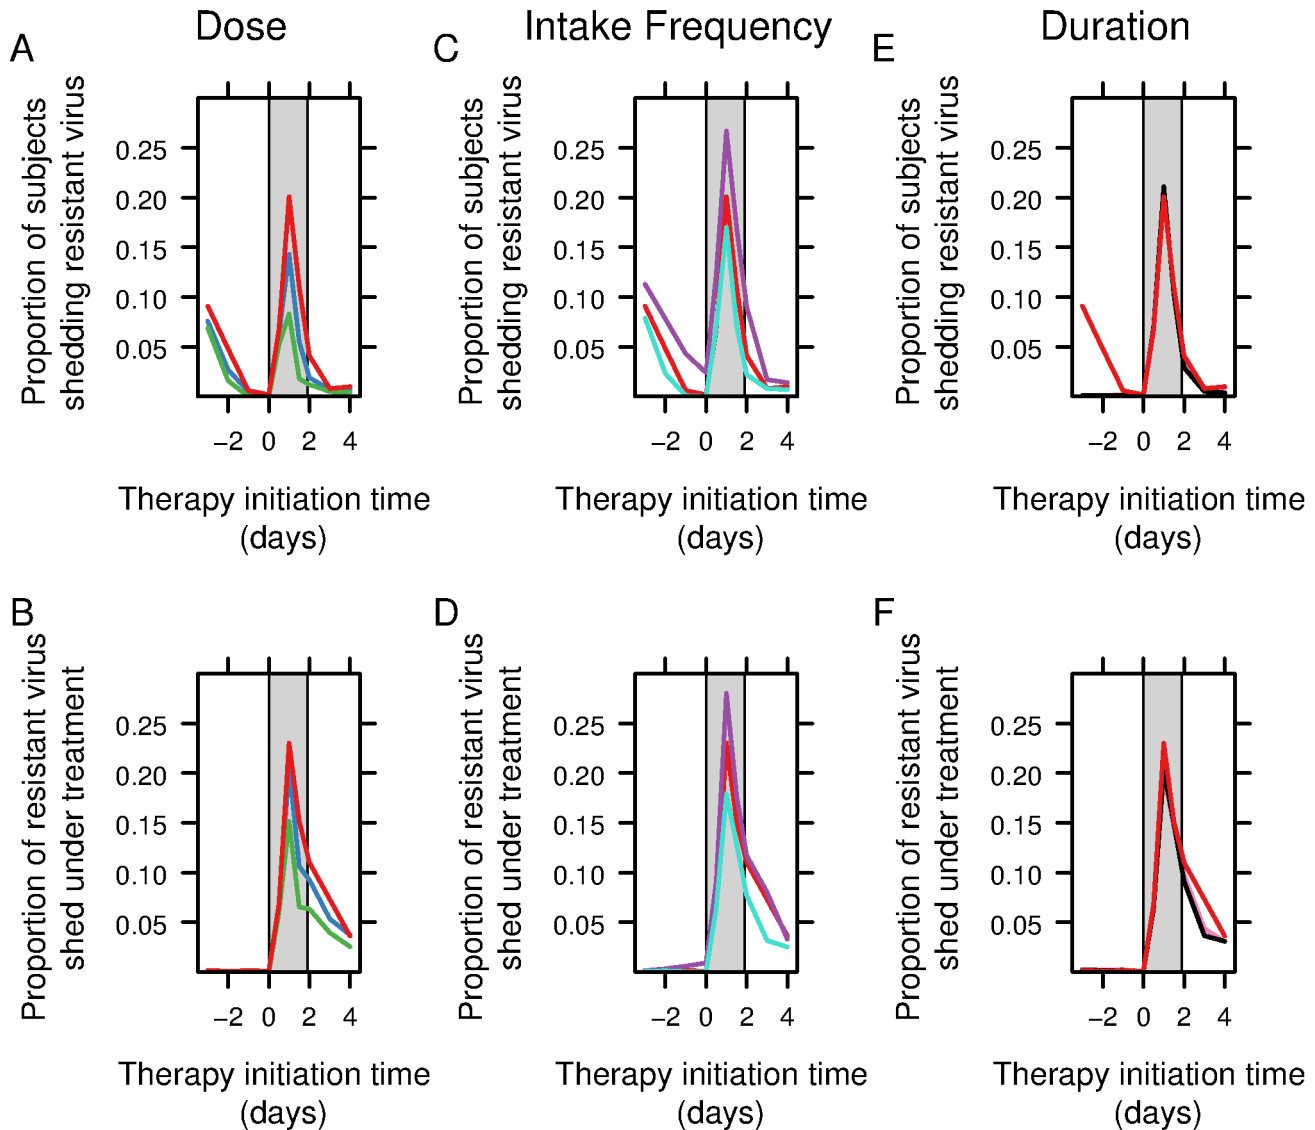 Dose
Intake Frequency
Duration
A
Proportion of subjects
shedding resistant virus
0.25
0.20
0.15
0.10
0.05
−2 0 2 4
Therapy initiation time
(days)
C
Proportion of subjects
shedding resistant virus
0.25
0.20
0.15
0.10
0.05
−2 0 2 4
Therapy initiation time
(days)
E
Proportion of subjects
shedding resistant virus
0.25
0.20
0.15
0.10
0.05
−2 0 2 4
Therapy initiation time
(days)
B
Proportion of resistant virus
shed under treatment
0.25
0.20
0.15
0.10
0.05
−2 0 2 4
Therapy initiation time
(days)
D
Proportion of resistant virus
shed under treatment
0.25
0.20
0.15
0.10
0.05
−2 0 2 4
Therapy initiation time
(days)
F
Proportion of resistant virus
shed under treatment
0.25
0.20
0.15
0.10
0.05
−2 0 2 4
Therapy initiation time
(days)